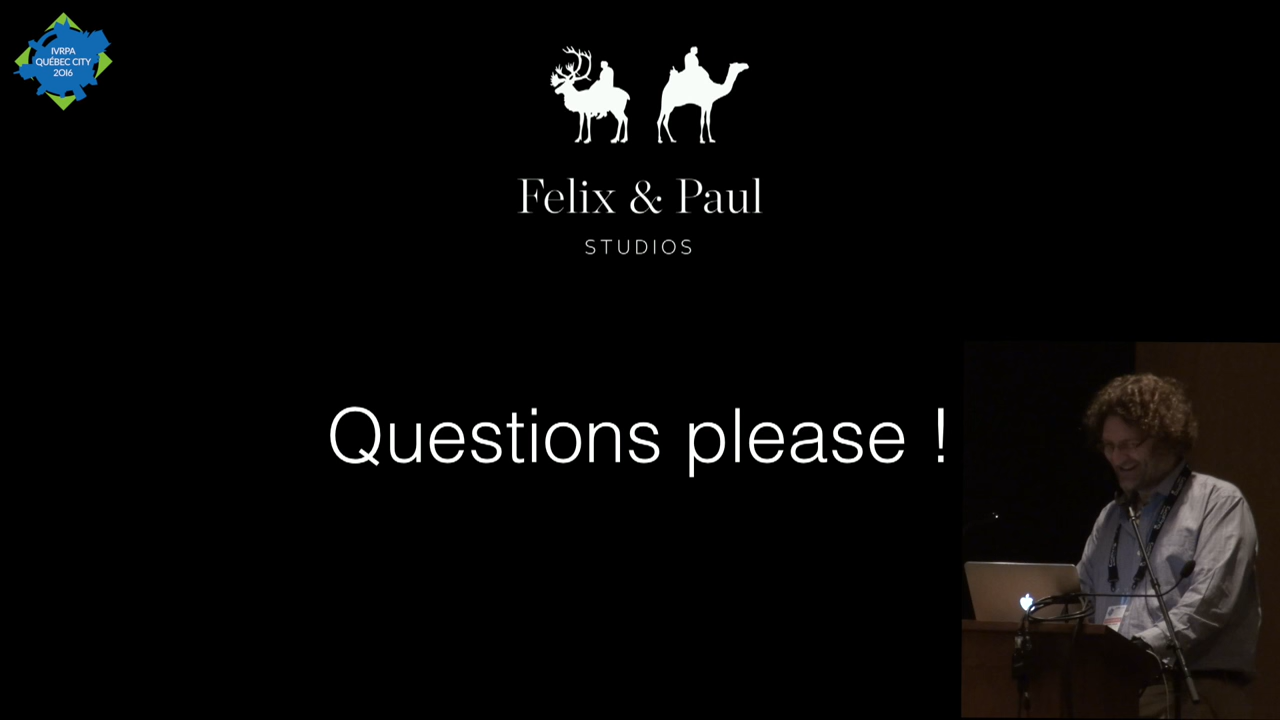 IVRPA
QUÉBEC CITY
2016
Felix & Paul
STUDIOS
Questions please !